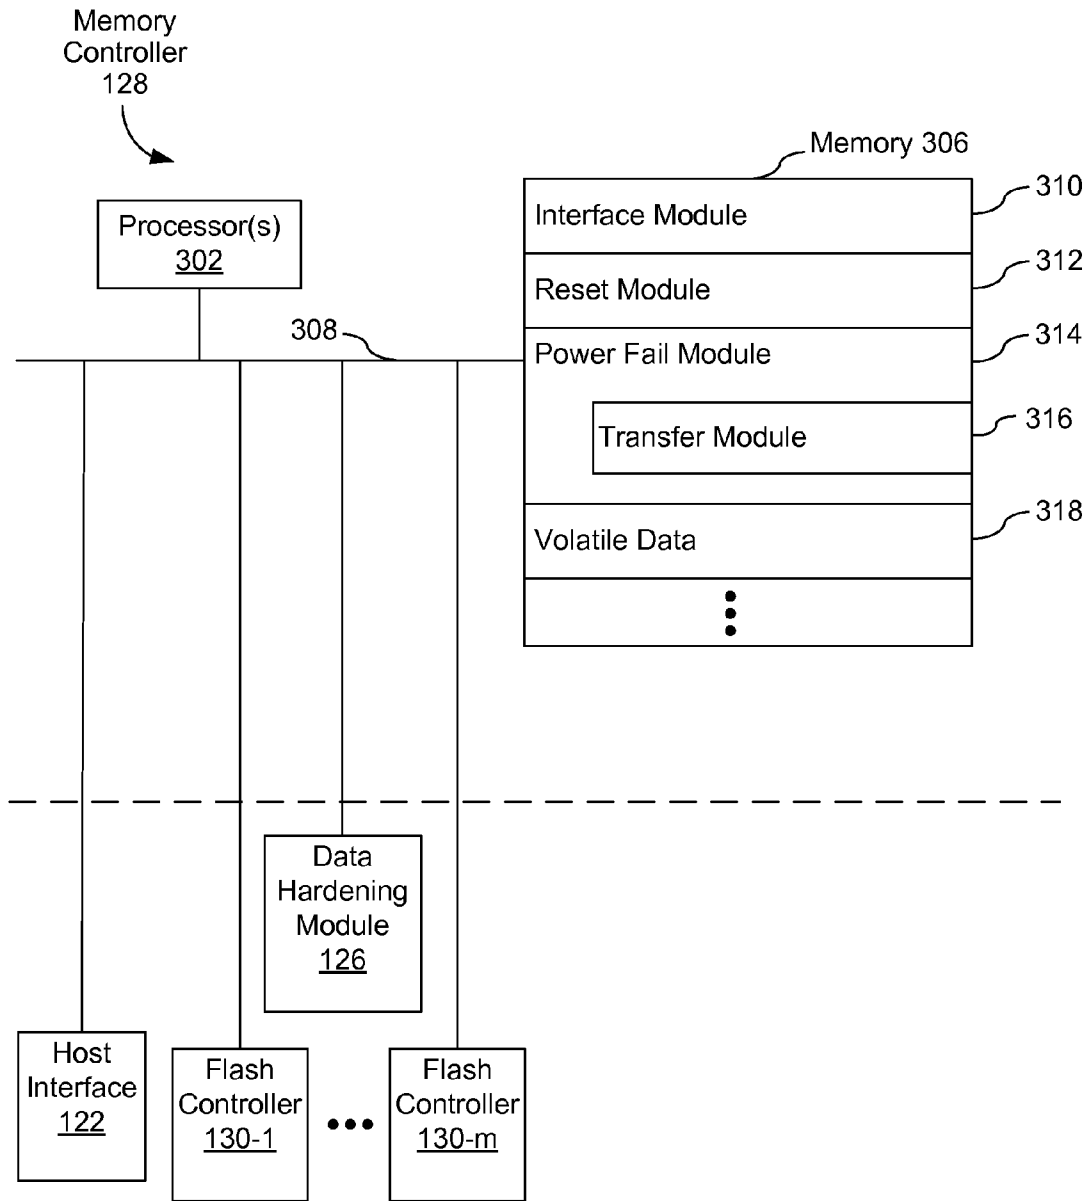 Memory
Controller
128
Memory 306
Processor(s)
302
308
Interface Module
310
Reset Module
312
Power Fail Module
314
Transfer Module
316
Volatile Data
318
Data
Hardening
Module
126
Host
Interface
122
Flash
Controller
130-1
Flash
Controller
130-m